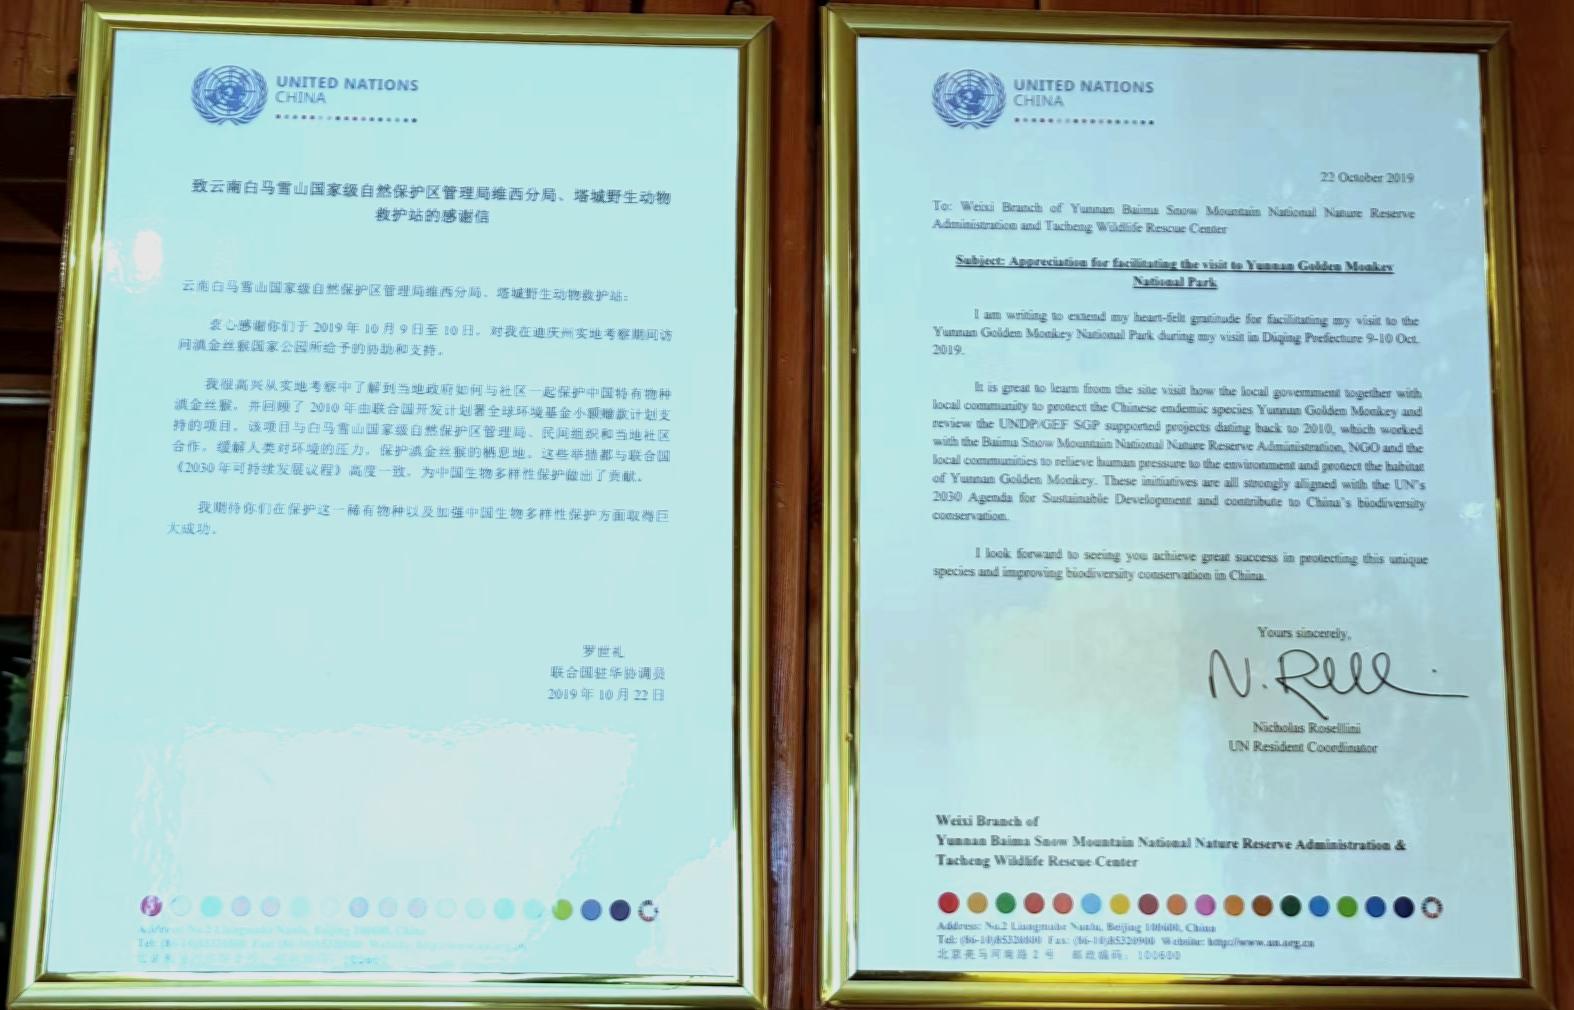 UNITED NATIONS
CHINA
致云南白马雪山国家级自然保护区管理局维西分局、塔城野生动物
救护站的感谢信
云南白马雪山国家级自然保护区管理局维西分局、塔城野生动物救护站：
衷心感谢你们于 2019 年 10 月 9 日至 10 日，对我在迪庆州实地考察期间访
问滇金丝猴国家公园所给予的协助和支持。
我很高兴从实地考察中了解到当地政府如何与社区一起保护中国特有物种
滇金丝猴，并回顾了 2010 年由联合国开发计划署全球环境基金小额赠款计划支
持的项目。该项目与白马雪山国家级自然保护区管理局、民间组织和当地社区
合作，缓解人类对环境的压力，保护滇金丝猴的栖息地。这些举措都与联合国
《2030 年可持续发展议程》高度一致，为中国生物多样性保护做出了贡献。
我期待你们在保护这一稀有物种以及加强中国生物多样性保护方面取得巨
大成功。
罗世礼
联合国驻华协调员
2019 年 10 月 22 日
Address: No.2 Liangmahe Nanlu, Beijing 100600, China
UNITED NATIONS
CHINA
22 October 2019
To: Weixi Branch of Yunnan Baima Snow Mountain National Nature Reserve
Administration and Tacheng Wildlife Rescue Center
Subject: Appreciation for facilitating the visit to Yunnan Golden Monkey
National Park
I am writing to extend my heart-felt gratitude for facilitating my visit to the
Yunnan Golden Monkey National Park during my visit in Diqing Prefecture 9-10 Oct.
2019.
It is great to learn from the site visit how the local government together with
local community to protect the Chinese endemic species Yunnan Golden Monkey and
review the UNDP/GEF SGP supported projects dating back to 2010, which worked
with the Baima Snow Mountain National Nature Reserve Administration, NGO and the
local communities to relieve human pressure to the environment and protect the habitat
of Yunnan Golden Monkey. These initiatives are all strongly aligned with the UN's
2030 Agenda for Sustainable Development and contribute to China's biodiversity
conservation.
I look forward to seeing you achieve great success in protecting this unique
species and improving biodiversity conservation in China.
Yours sincerely,
Nicholas Rosellini
UN Resident Coordinator
Weixi Branch of
Yunnan Baima Snow Mountain National Nature Reserve Administration &
Tacheng Wildlife Rescue Center
Address: No.2 Liangmahe Nanlu, Beijing 100600, China
Tel: (86-10)85320800 Fax: (86-10)85320900 Website: http://www.un.org.cn
北京亮马河南路 2 号 邮政编码：100600